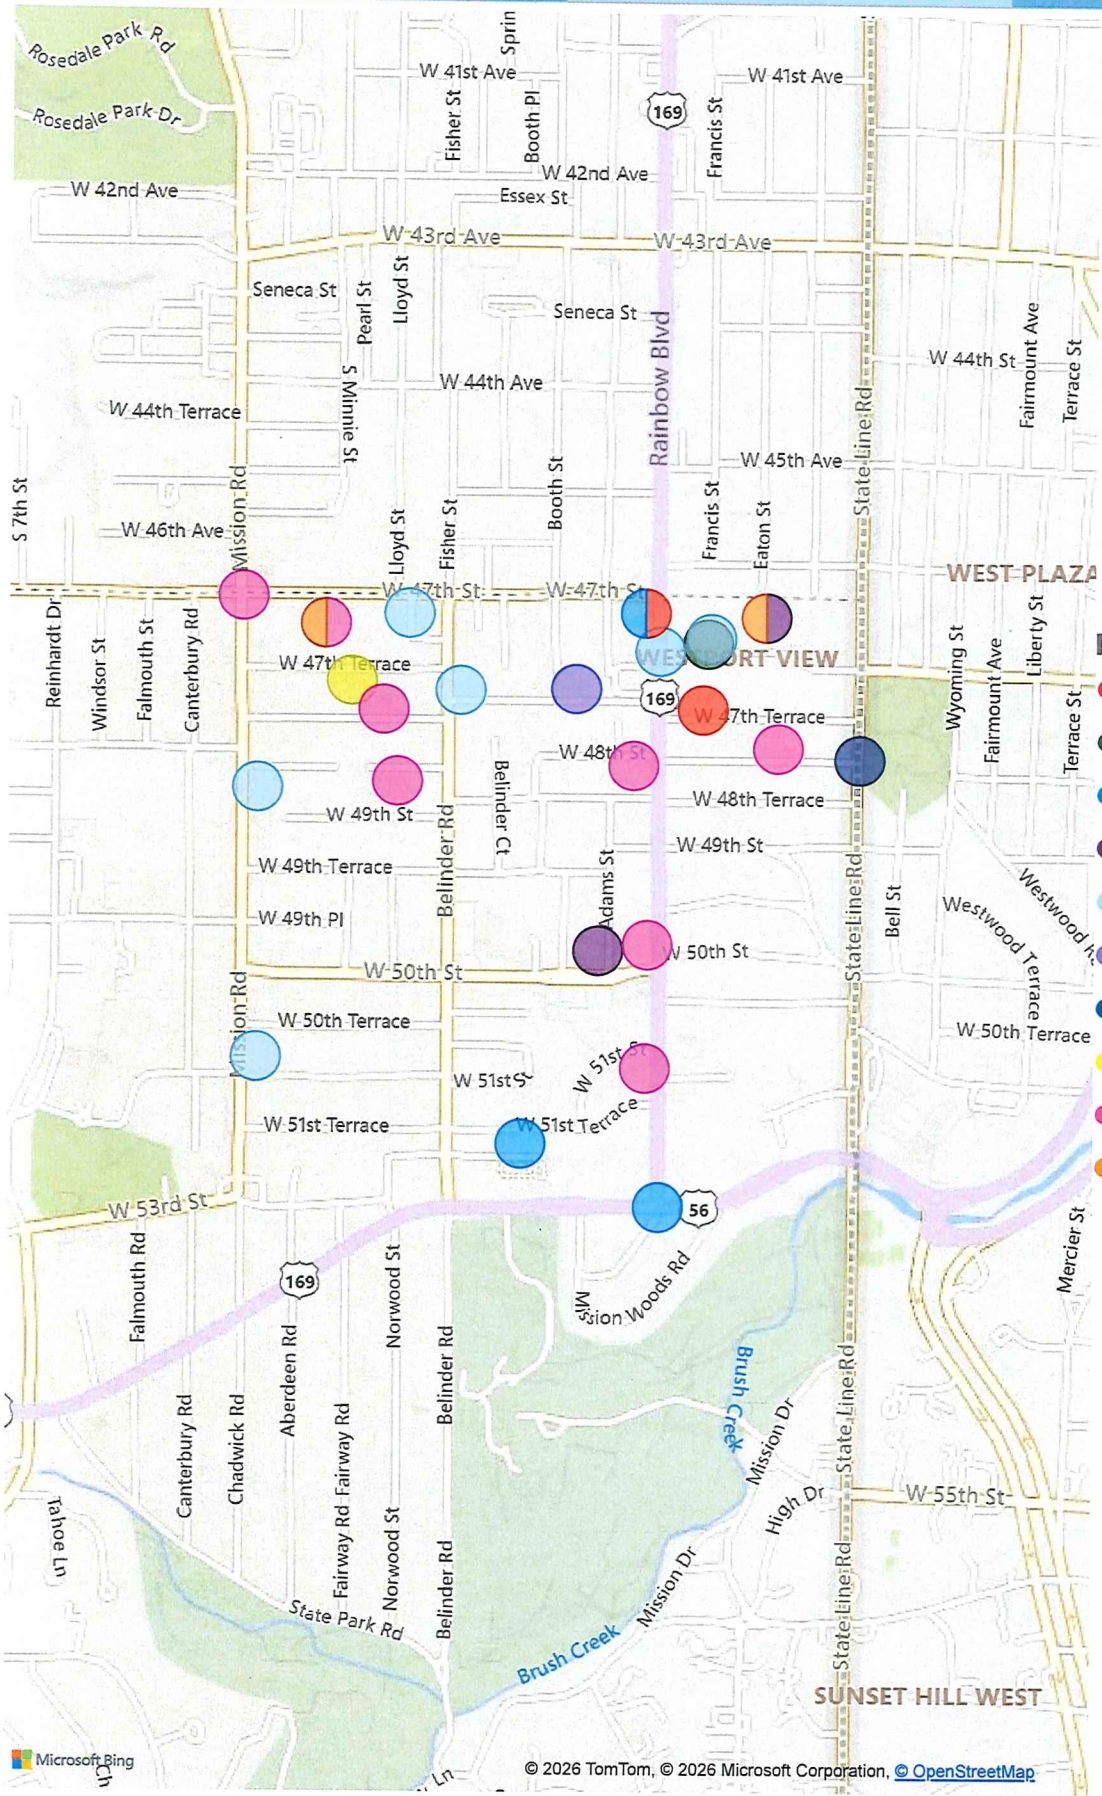 Rosedale Park Rd
Sprin
W 41st Ave
W 41st Ave
Fisher St
Booth Pl
169
Francis St
Rosedale Park Dr
W 42nd Ave
W 42nd Ave
Essex St
W 43rd Ave
W 43rd Ave
Seneca St
Pearl St
Lloyd St
Seneca St
Rainbow Blvd
Fairmount Ave
Terrace St
W 44th St
S Minnie St
W 44th Ave
W 44th Terrace
State Line Rd
W 45th Ave
Mission Rd
S 7th St
Booth St
Francis St
Eaton St
W 46th Ave
Lloyd St
Fisher St
WEST PLAZA
W 47th St
W 47th St
Reinhardt Dr
Windsor St
Falmouth St
Canterbury Rd
W 47th Terrace
WESTPORT VIEW
Wyoming St
Fairmount Ave
Liberty St
Terrace St
169
W 47th Terrace
W 48th St
Belinder Ct
W 48th Terrace
W 49th St
Belinder Rd
W 49th St
W 49th Terrace
Adams St
State Line Rd
Bell St
Westwood Terrace
Westwood
W 49th Pl
W 50th St
W 50th St
Mission Rd
W 50th Terrace
W 50th Terrace
W 51st St
W 51st St
W 51st Terrace
W 51st Terrace
W 53rd St
56
Falmouth Rd
169
Norwood St
Mission Woods Rd
Mercier St
Aberdeen Rd
Belinder Rd
Brush Creek
State Line Rd
Canterbury Rd
Chadwick Rd
Fairway Rd
Mission Dr
State Line Rd
High Dr
W 55th St
Tahoe Ln
Fairway Rd
Norwood St
Belinder Rd
Mission Dr
State Line Rd
State Park Rd
Brush Creek
SUNSET HILL WEST
Microsoft Bing
Ch
Ln
© 2026 TomTom, © 2026 Microsoft Corporation, © OpenStreetMap